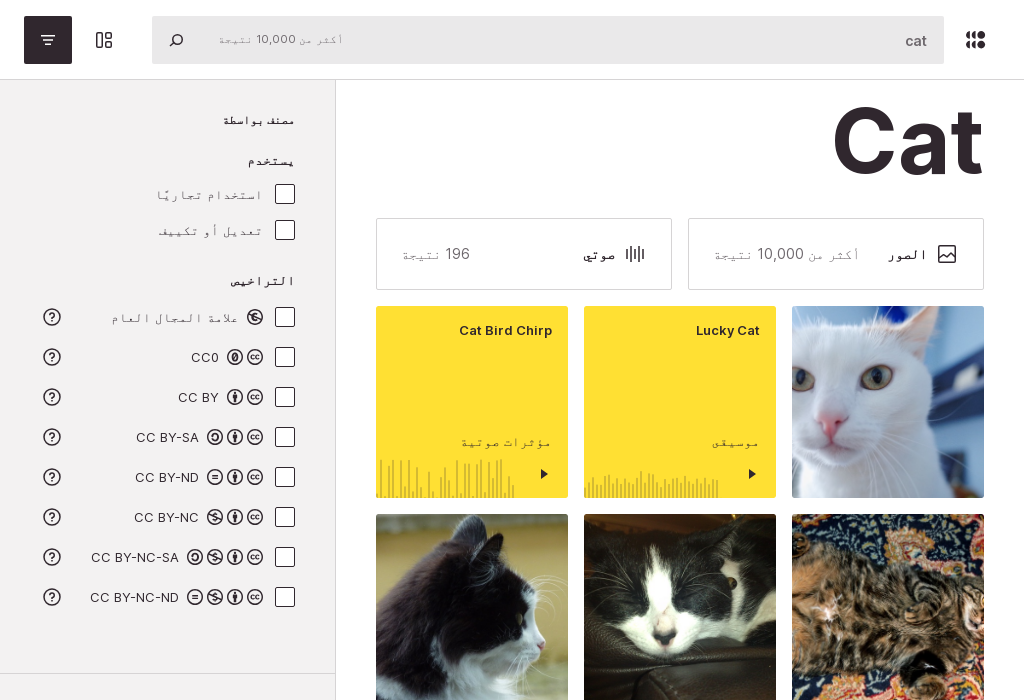 cat
أكثر من 10,000 نتيجة
Cat
الصور
أكثر من 10,000 نتيجة
صوتي
196 نتيجة
Lucky Cat
موسيقى
Cat Bird Chirp
مؤثرات صوتية
مصنف بواسطة
يستخدم
استخدام تجاريًا
تعديل أو تكييف
التراخيص
علامة المجال العام
CC0
CC BY
CC BY-SA
CC BY-ND
CC BY-NC
CC BY-NC-SA
CC BY-NC-ND